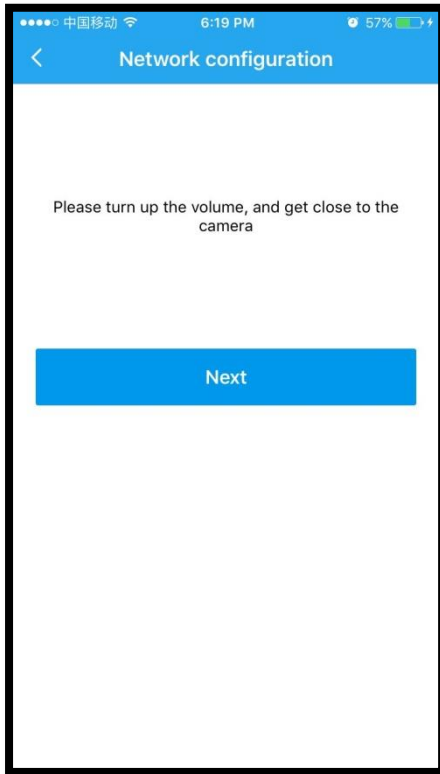 中国移动 6:19 PM 57%
Network configuration
Please turn up the volume, and get close to the
camera
Next